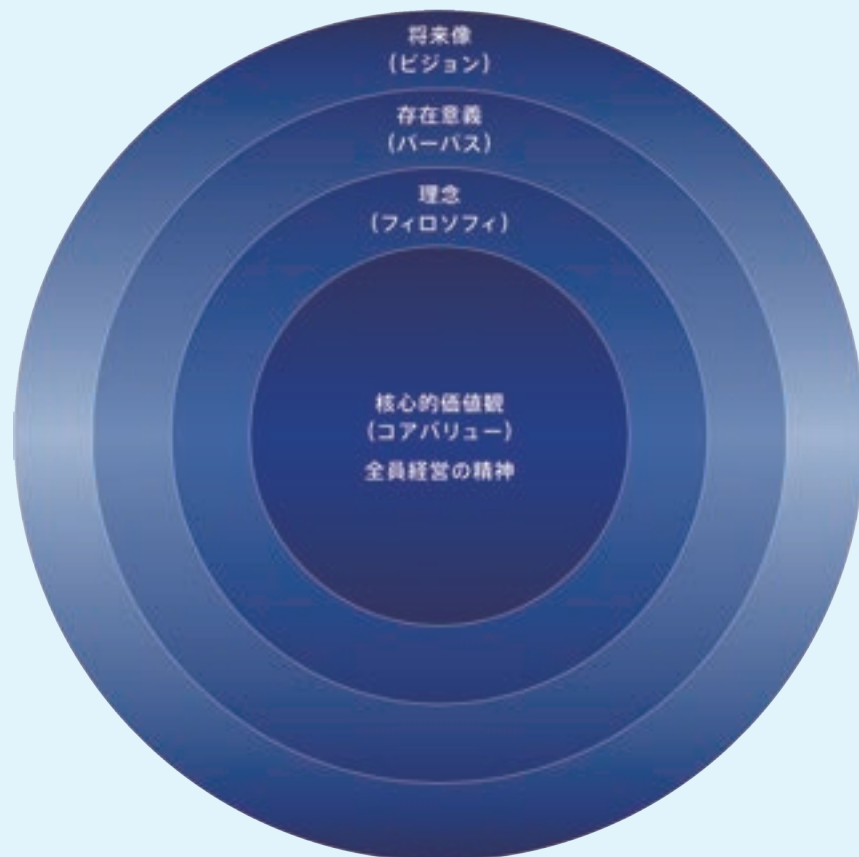 将来像
(ビジョン)
存在意義
(パーパス)
理念
(フィロソフィ)
核心的価値観
(コアバリュー)
全員経営の精神